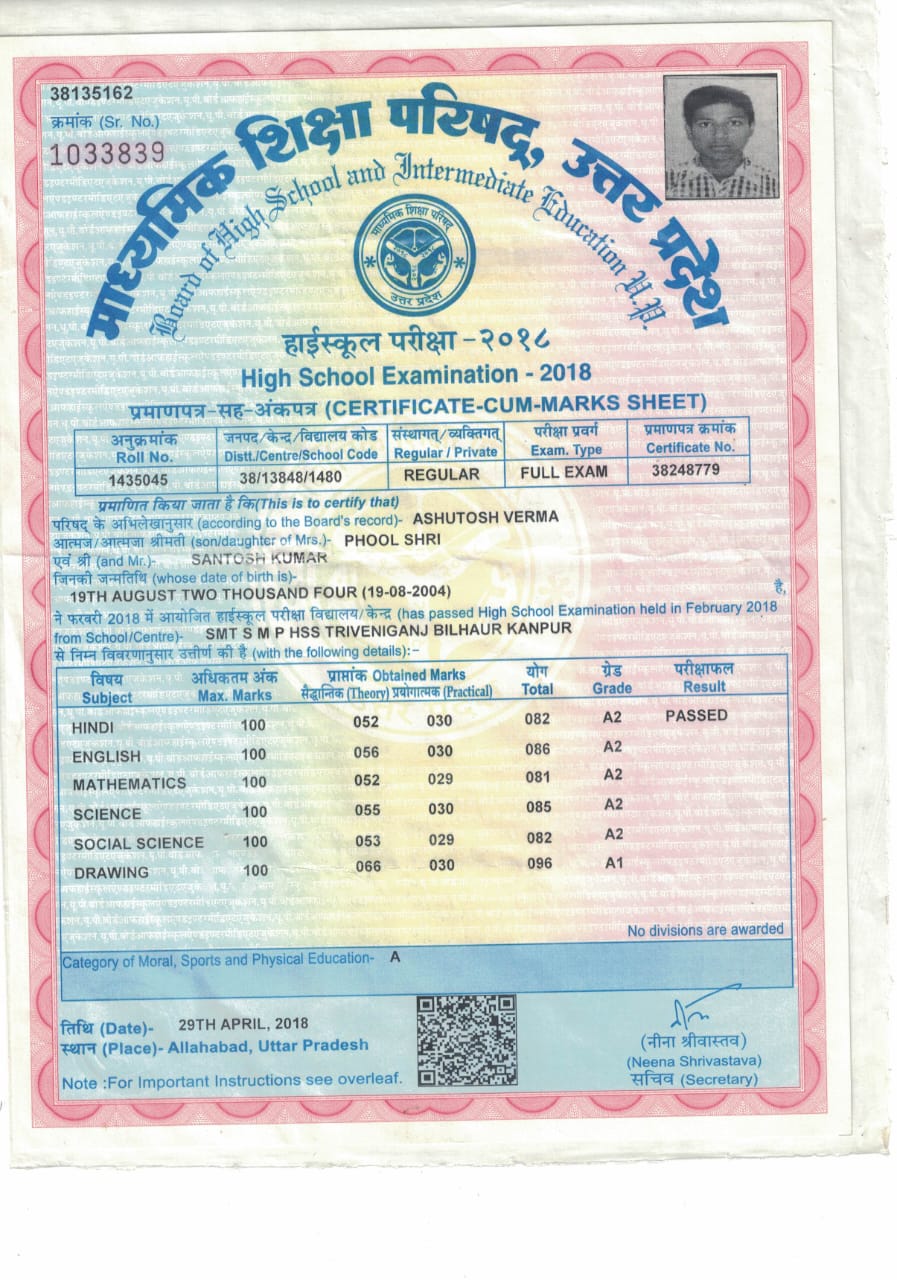 38135162
क्रमांक (Sr. No.)
1033839
माध्यमिक शिक्षा परिषद्, उत्तर प्रदेश
Board of High School and Intermediate Education U.P.
माध्यमिक शिक्षा परिषद्
उत्तर प्रदेश
हाईस्कूल परीक्षा -२०१८
High School Examination - 2018
प्रमाणपत्र-सह-अंकपत्र (CERTIFICATE-CUM-MARKS SHEET)
अनुक्रमांक जनपद/केन्द्र/विद्यालय कोड संस्थागत्/व्यक्तिगत् परीक्षा प्रवर्ग प्रमाणपत्र क्रमांक
Roll No. Distt./Centre/School Code Regular / Private Exam. Type Certificate No.
1435045 38/13848/1480 REGULAR FULL EXAM 38248779
प्रमाणित किया जाता है कि(This is to certify that)
परिषद् के अभिलेखानुसार (according to the Board's record)- ASHUTOSH VERMA
आत्मज/आत्मजा श्रीमती (son/daughter of Mrs.)- PHOOL SHRI
एवं श्री (and Mr.)- SANTOSH KUMAR
जिनकी जन्मतिथि (whose date of birth is)-
19TH AUGUST TWO THOUSAND FOUR (19-08-2004) है,
ने फरवरी 2018 में आयोजित हाईस्कूल परीक्षा विद्यालय/केन्द्र (has passed High School Examination held in February 2018
from School/Centre)- SMT S M P HSS TRIVENIGANJ BILHAUR KANPUR
से निम्न विवरणानुसार उत्तीर्ण की है (with the following details):-
विषय अधिकतम अंक प्राप्तांक Obtained Marks योग ग्रेड परीक्षाफल
Subject Max. Marks सैद्धान्तिक (Theory) प्रयोगात्मक (Practical) Total Grade Result
HINDI 100 052 030 082 A2 PASSED
ENGLISH 100 056 030 086 A2
MATHEMATICS 100 052 029 081 A2
SCIENCE 100 055 030 085 A2
SOCIAL SCIENCE 100 053 029 082 A2
DRAWING 100 066 030 096 A1
No divisions are awarded
Category of Moral, Sports and Physical Education- A
तिथि (Date)- 29TH APRIL, 2018
स्थान (Place)- Allahabad, Uttar Pradesh
Note :For Important Instructions see overleaf.
(नीना श्रीवास्तव)
(Neena Shrivastava)
सचिव (Secretary)